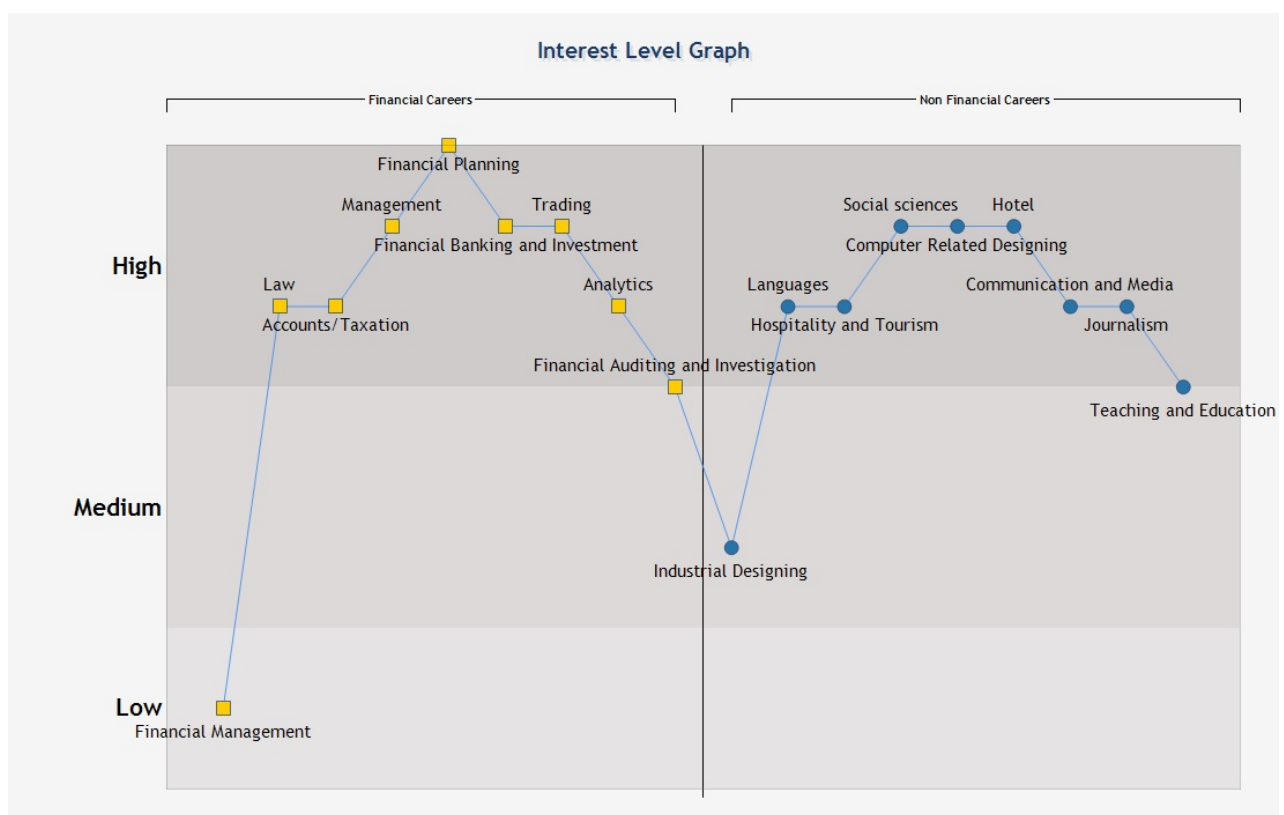 Interest Level Graph
Financial Careers
Non Financial Careers
Financial Planning
Management
Trading
Social sciences
Hotel
Financial Banking and Investment
Computer Related Designing
High
Law
Analytics
Languages
Communication and Media
Accounts/Taxation
Hospitality and Tourism
Journalism
Financial Auditing and Investigation
Teaching and Education
Medium
Industrial Designing
Low
Financial Management